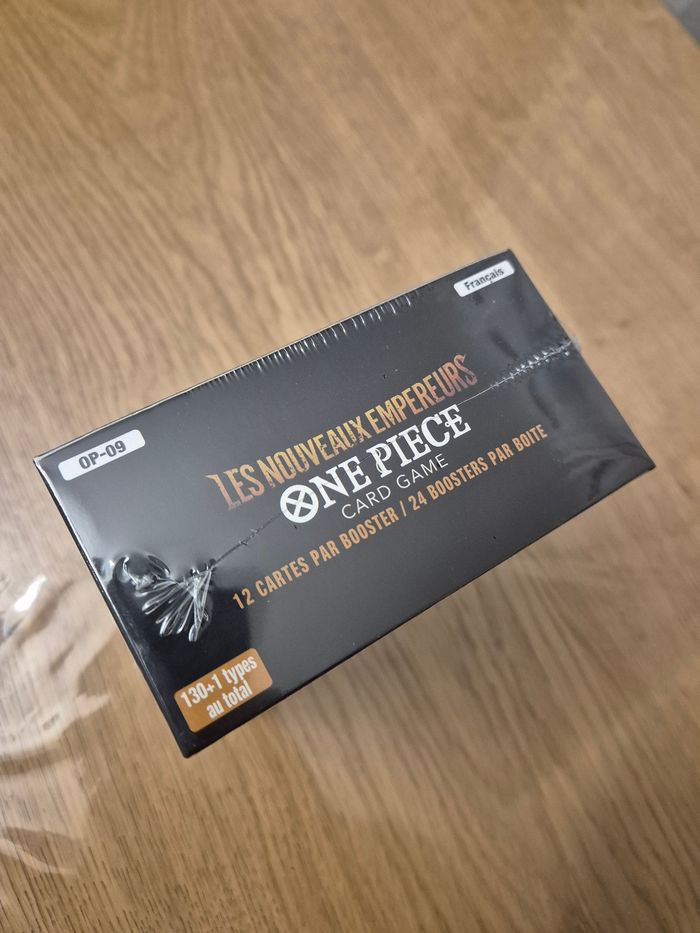 OP-09
Français
LES NOUVEAUX EMPEREURS
ONE PIECE
CARD GAME
12 CARTES PAR BOOSTER / 24 BOOSTERS PAR BOITE
130+1 types
au total